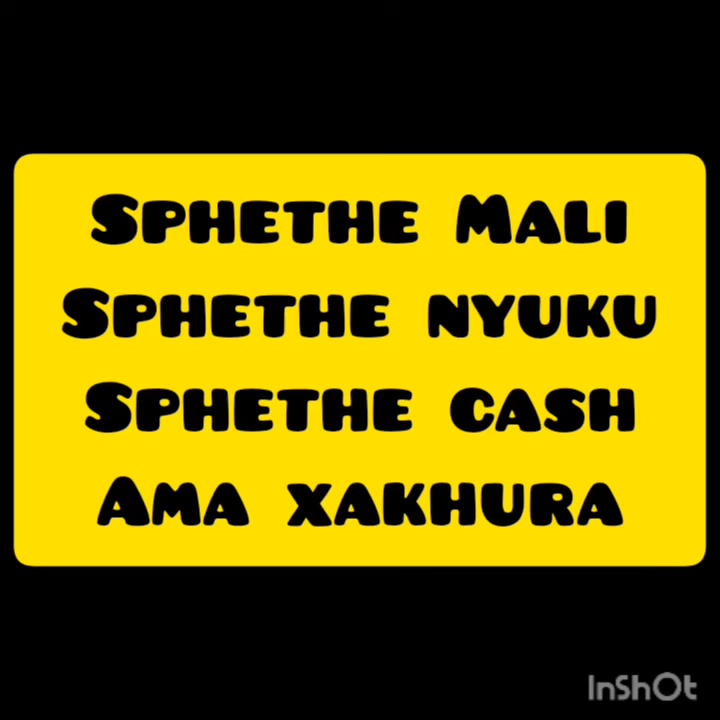 Sphethe Mali
Sphethe nyuku
Sphethe cash
Ama xakhura
InShOt